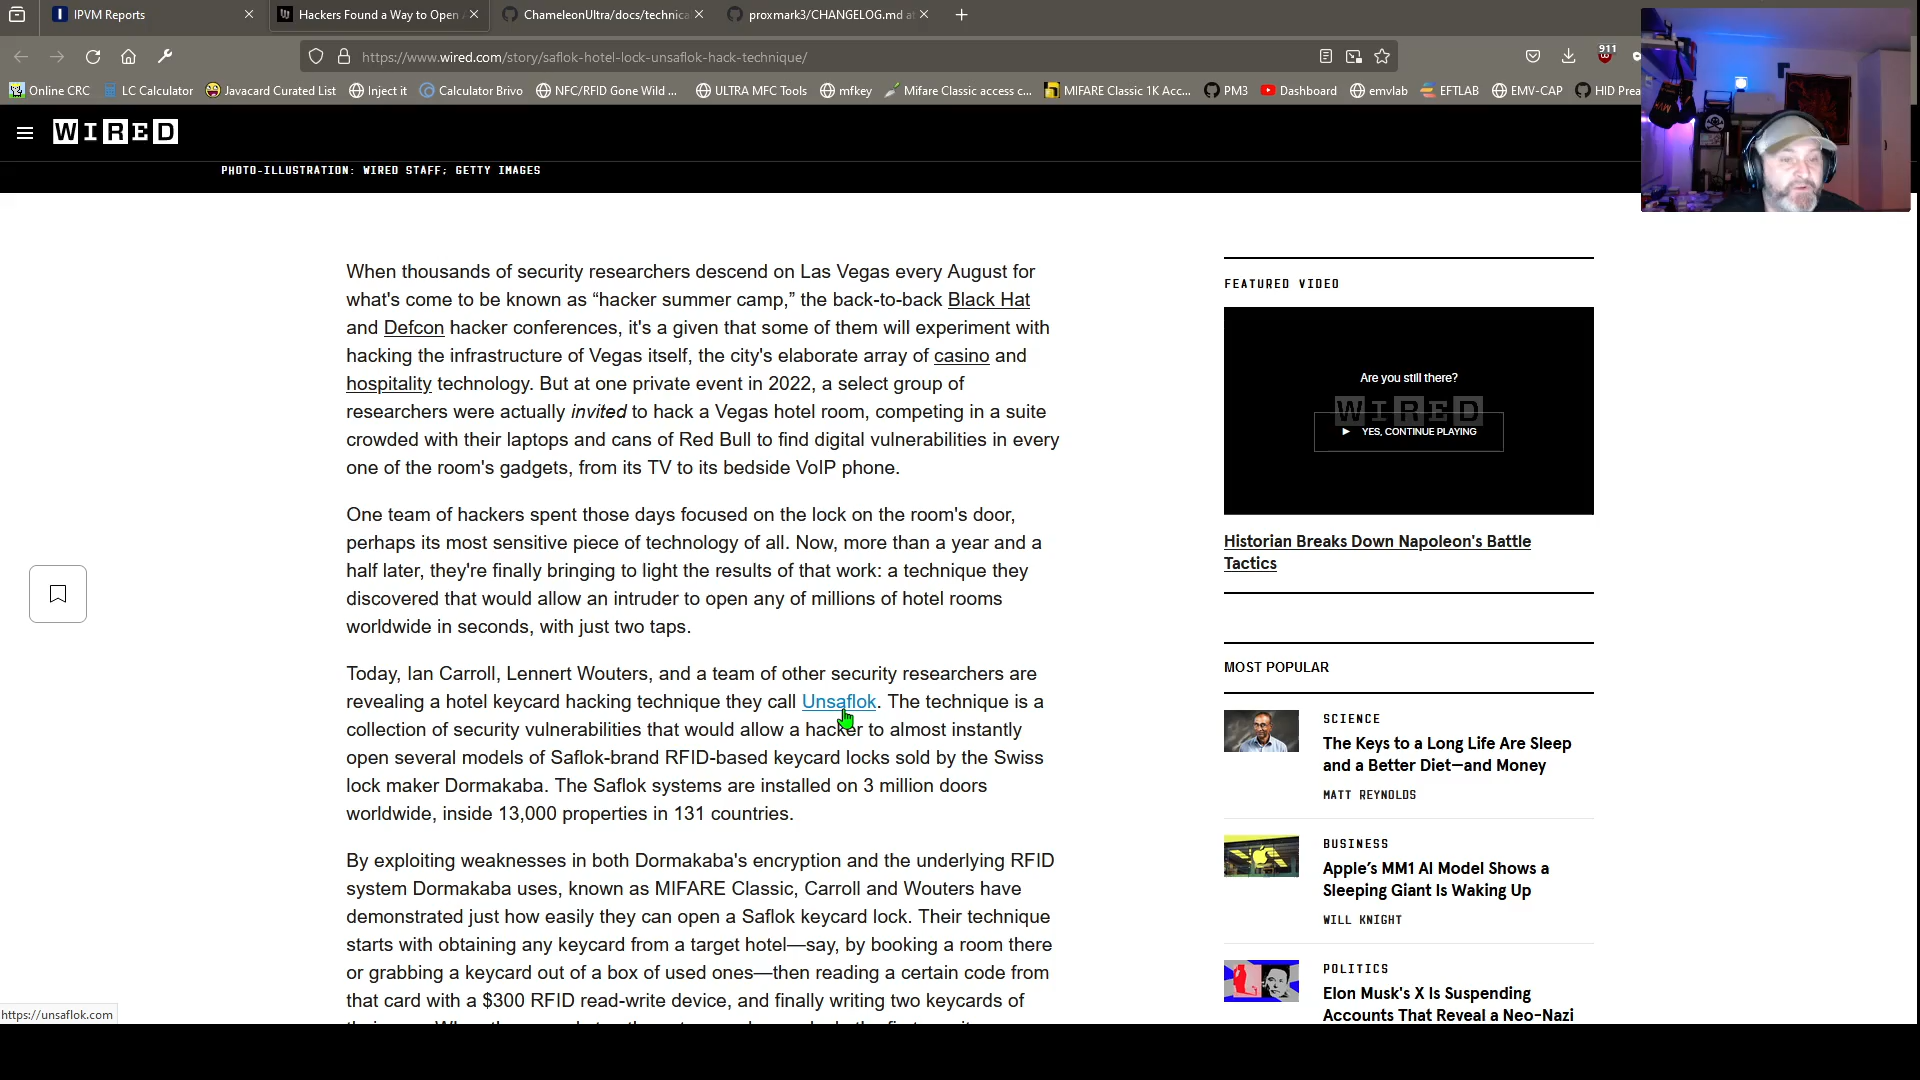 IPVM Reports
Hackers Found a Way to Open
ChameleonUltra/docs/technica
proxmark3/CHANGELOG.md at
https://www.wired.com/story/saflok-hotel-lock-unsaflok-hack-technique/
911
Online CRC
LC Calculator
Javacard Curated List
Inject it
Calculator Brivo
NFC/RFID Gone Wild ...
ULTRA MFC Tools
mfkey
Mifare Classic access c...
MIFARE Classic 1K Acc...
PM3
Dashboard
emvlab
EFTLAB
EMV-CAP
HID Prea
WIRED
PHOTO-ILLUSTRATION: WIRED STAFF; GETTY IMAGES
When thousands of security researchers descend on Las Vegas every August for
what's come to be known as “hacker summer camp,” the back-to-back Black Hat
and Defcon hacker conferences, it's a given that some of them will experiment with
hacking the infrastructure of Vegas itself, the city's elaborate array of casino and
hospitality technology. But at one private event in 2022, a select group of
researchers were actually invited to hack a Vegas hotel room, competing in a suite
crowded with their laptops and cans of Red Bull to find digital vulnerabilities in every
one of the room's gadgets, from its TV to its bedside VoIP phone.
One team of hackers spent those days focused on the lock on the room's door,
perhaps its most sensitive piece of technology of all. Now, more than a year and a
half later, they're finally bringing to light the results of that work: a technique they
discovered that would allow an intruder to open any of millions of hotel rooms
worldwide in seconds, with just two taps.
Today, Ian Carroll, Lennert Wouters, and a team of other security researchers are
revealing a hotel keycard hacking technique they call Unsaflok. The technique is a
collection of security vulnerabilities that would allow a hacker to almost instantly
open several models of Saflok-brand RFID-based keycard locks sold by the Swiss
lock maker Dormakaba. The Saflok systems are installed on 3 million doors
worldwide, inside 13,000 properties in 131 countries.
By exploiting weaknesses in both Dormakaba's encryption and the underlying RFID
system Dormakaba uses, known as MIFARE Classic, Carroll and Wouters have
demonstrated just how easily they can open a Saflok keycard lock. Their technique
starts with obtaining any keycard from a target hotel—say, by booking a room there
or grabbing a keycard out of a box of used ones—then reading a certain code from
that card with a $300 RFID read-write device, and finally writing two keycards of
FEATURED VIDEO
Are you still there?
WIRED
YES, CONTINUE PLAYING
Historian Breaks Down Napoleon's Battle
Tactics
MOST POPULAR
SCIENCE
The Keys to a Long Life Are Sleep
and a Better Diet—and Money
MATT REYNOLDS
BUSINESS
Apple’s MM1 AI Model Shows a
Sleeping Giant Is Waking Up
WILL KNIGHT
POLITICS
Elon Musk's X Is Suspending
Accounts That Reveal a Neo-Nazi
https://unsaflok.com